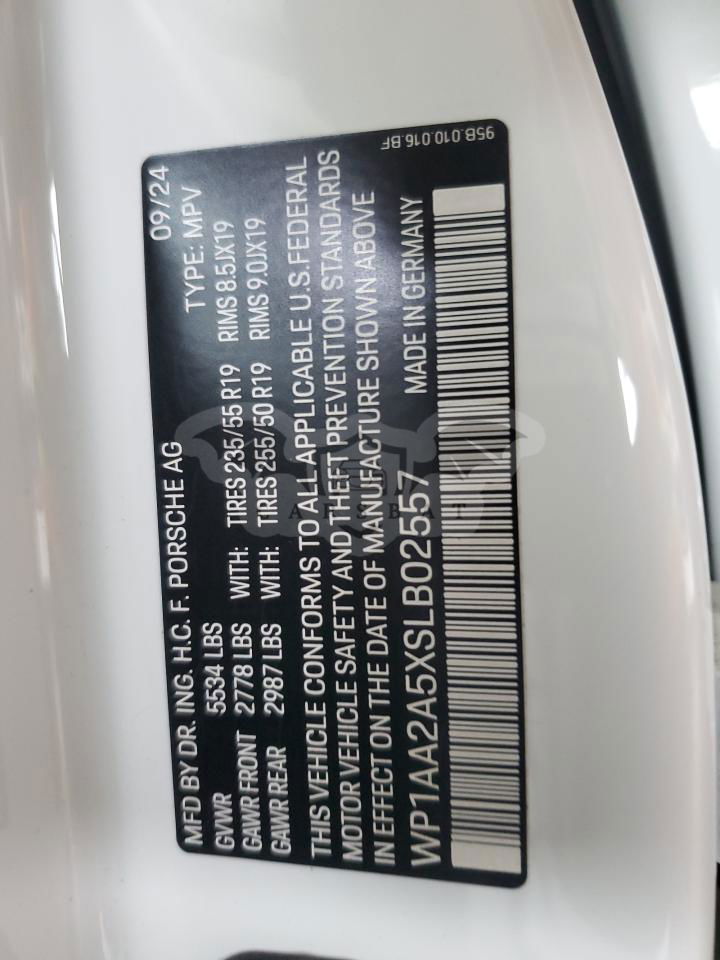 MFD BY DR. ING. H.C. F. PORSCHE AG 09/24
GVWR 5534 LBS TYPE: MPV
GAWR FRONT 2778 LBS WITH: TIRES 235/55 R19 RIMS 8.5JX19
GAWR REAR 2987 LBS WITH: TIRES 255/50 R19 RIMS 9.0JX19
THIS VEHICLE CONFORMS TO ALL APPLICABLE U.S. FEDERAL
MOTOR VEHICLE SAFETY AND THEFT PREVENTION STANDARDS
IN EFFECT ON THE DATE OF MANUFACTURE SHOWN ABOVE
WP1AA2A5XSLB02557 MADE IN GERMANY
95B.010.016.BF